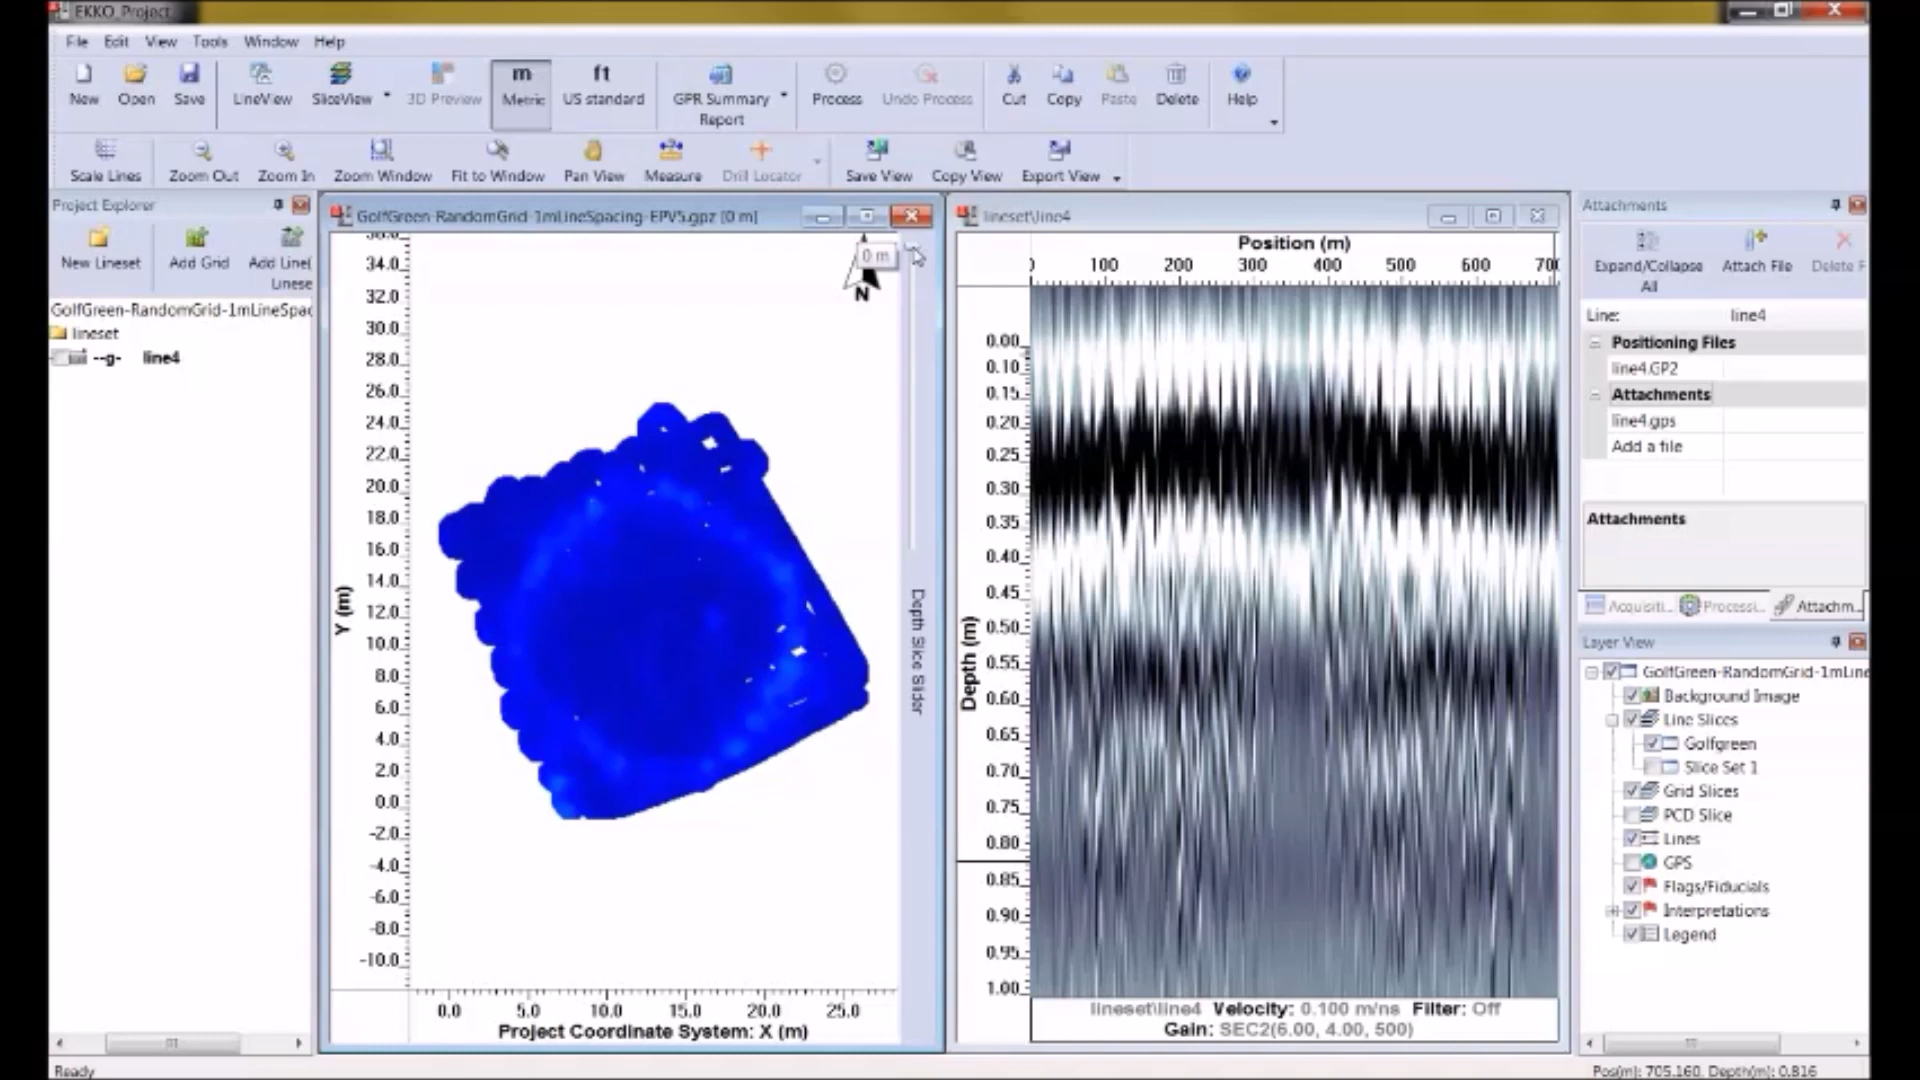 EKKO_Project
File Edit View Tools Window Help
New Open Save LineView SliceView 3D Preview m Metric ft US standard GPR Summary Report Process Undo Process Cut Copy Paste Delete Help
Scale Lines Zoom Out Zoom In Zoom Window Fit to Window Pan View Measure Drill Locator Save View Copy View Export View
Project Explorer
New Lineset Add Grid Add Line(
Linese
GolfGreen-RandomGrid-1mLineSpac
lineset
--g- line4
GolfGreen-RandomGrid-1mLineSpacing-EPV5.gpz [0 m]
0 m
N
36.0
34.0
32.0
30.0
28.0
26.0
24.0
22.0
20.0
18.0
16.0
14.0
12.0
10.0
8.0
6.0
4.0
2.0
0.0
-2.0
-4.0
-6.0
-8.0
-10.0
Y (m)
0.0 5.0 10.0 15.0 20.0 25.0
Project Coordinate System: X (m)
Depth Slice Slider
lineset\line4
Position (m)
100 200 300 400 500 600 700
0.00
0.10
0.15
0.20
0.25
0.30
0.35
0.40
0.45
0.50
0.55
0.60
0.65
0.70
0.75
0.80
0.85
0.90
0.95
1.00
Depth (m)
lineset\line4 Velocity: 0.100 m/ns Filter: Off
Gain: SEC2(6.00, 4.00, 500)
Attachments
Expand/Collapse All Attach File Delete F
Line: line4
Positioning Files
line4.GP2
Attachments
line4.gps
Add a file
Attachments
Acquisiti... Processi... Attachm...
Layer View
GolfGreen-RandomGrid-1mLine
Background Image
Line Slices
Golfgreen
Slice Set 1
Grid Slices
PCD Slice
Lines
GPS
Flags/Fiducials
Interpretations
Legend
Ready
Pos(m): 705.160, Depth(m): 0.816